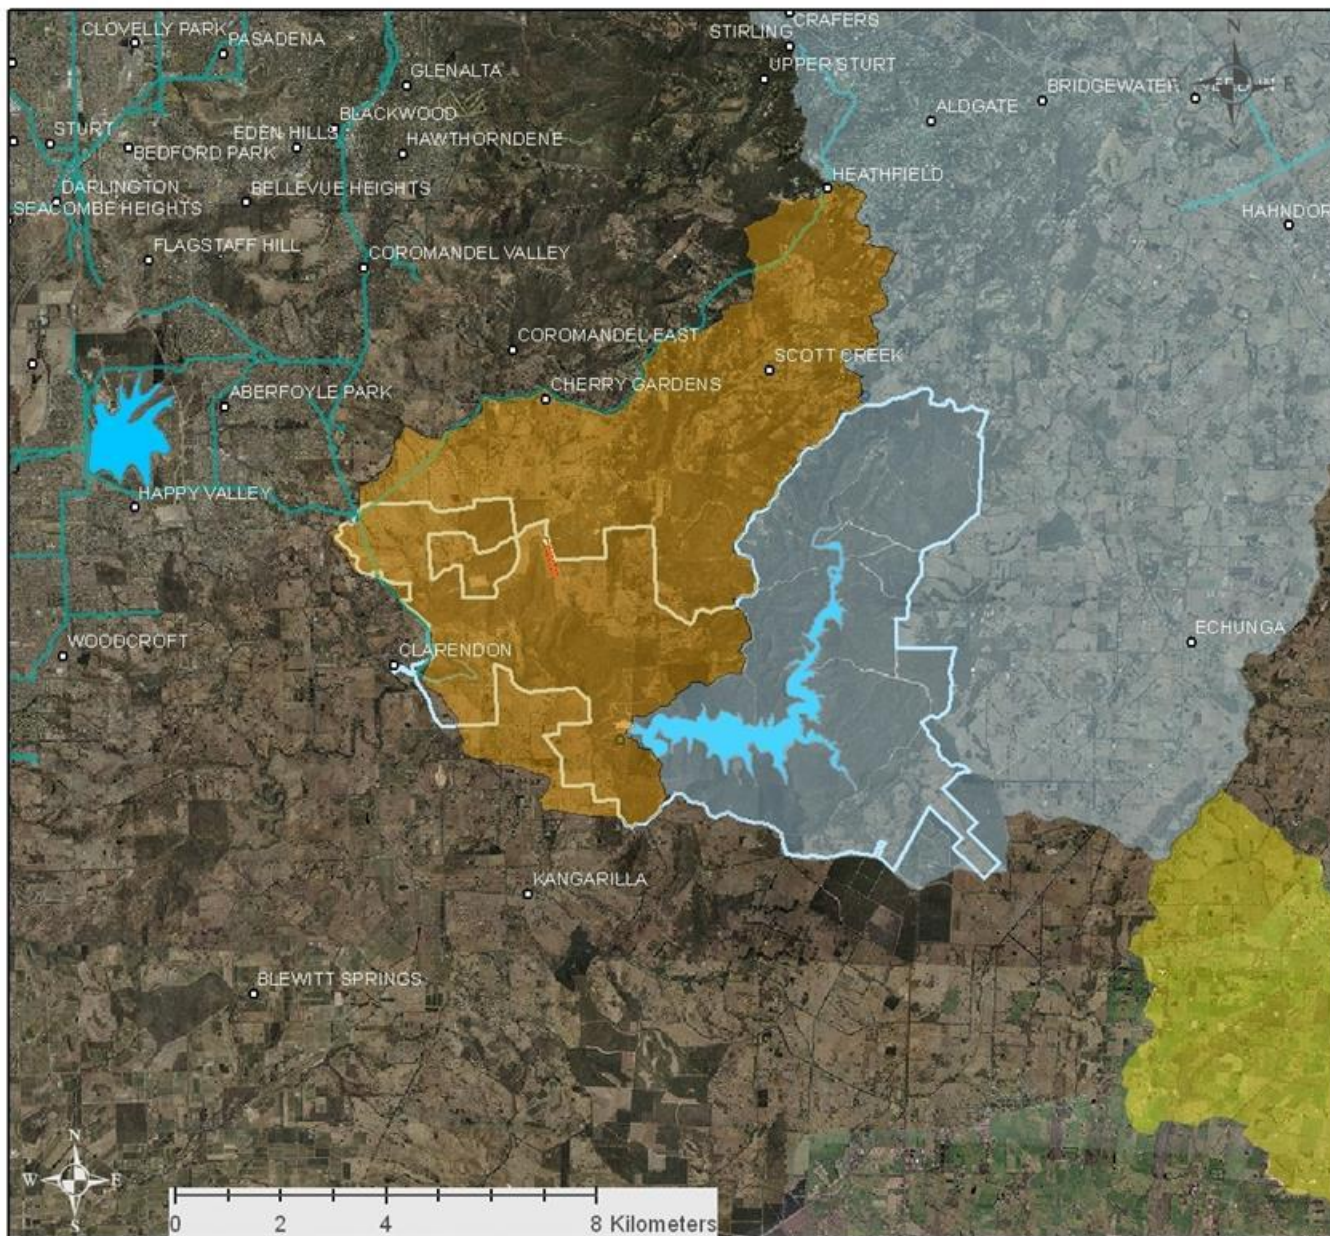 CRAFERS
CLOVELLY PARK
PASADENA
STIRLING
N
GLENALTA
UPPER STURT
BRIDGEWATER
E
BLACKWOOD
ALDGATE
STURT
EDEN HILLS
HAWTHORNDENE
BEDFORD PARK
DARLINGTON
BELLEVUE HEIGHTS
HEATHFIELD
SEACOMBE HEIGHTS
HAHNDOR
FLAGSTAFF HILL
COROMANDEL VALLEY
COROMANDEL EAST
SCOTT CREEK
ABERFOYLE PARK
CHERRY GARDENS
HAPPY VALLEY
ECHUNGA
WOODCROFT
CLARENDON
KANGARILLA
BLEWITT SPRINGS
N
W E
S
0 2 4 8 Kilometers